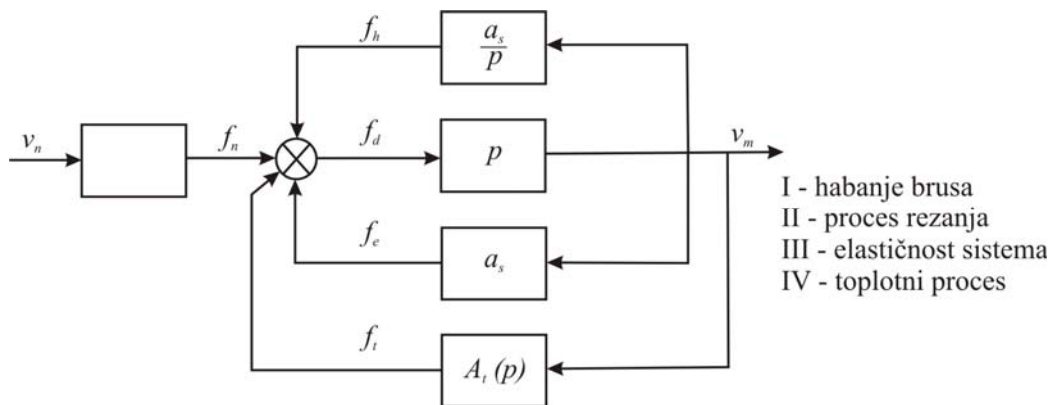 f_h
a_s
p
v_n
f_n
f_d
p
v_m
f_e
a_s
f_t
A_t (p)
I - habanje brusa
II - proces rezanja
III - elastičnost sistema
IV - toplotni proces